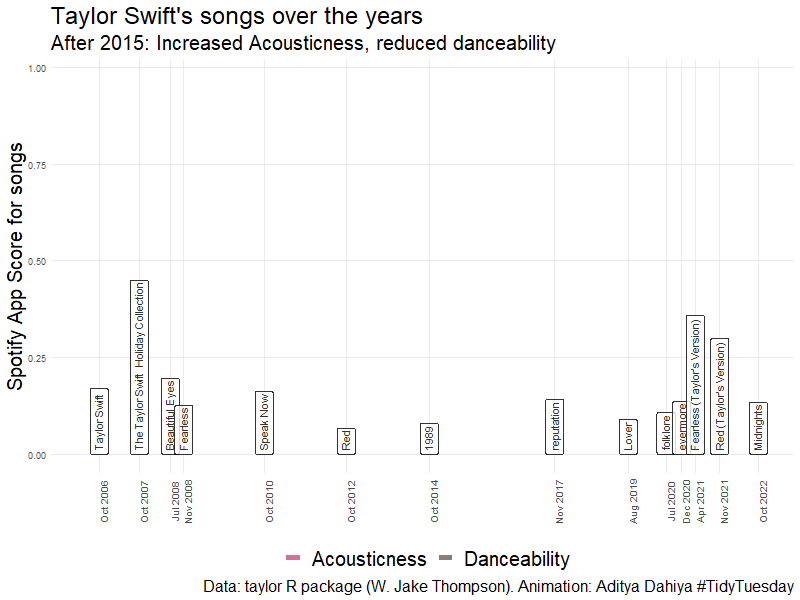 Taylor Swift's songs over the years
After 2015: Increased Acousticness, reduced danceability
Spotify App Score for songs
1.00
0.75
0.50
0.25
0.00
Taylor Swift
The Taylor Swift Holiday Collection
Beautiful Eyes
Fearless
Speak Now
Red
1989
reputation
Lover
folklore
evermore
Fearless (Taylor's Version)
Red (Taylor's Version)
Midnights
Oct 2006
Oct 2007
Jul 2008
Nov 2008
Oct 2010
Oct 2012
Oct 2014
Nov 2017
Aug 2019
Jul 2020
Dec 2020
Apr 2021
Nov 2021
Oct 2022
Acousticness
Danceability
Data: taylor R package (W. Jake Thompson). Animation: Aditya Dahiya #TidyTuesday